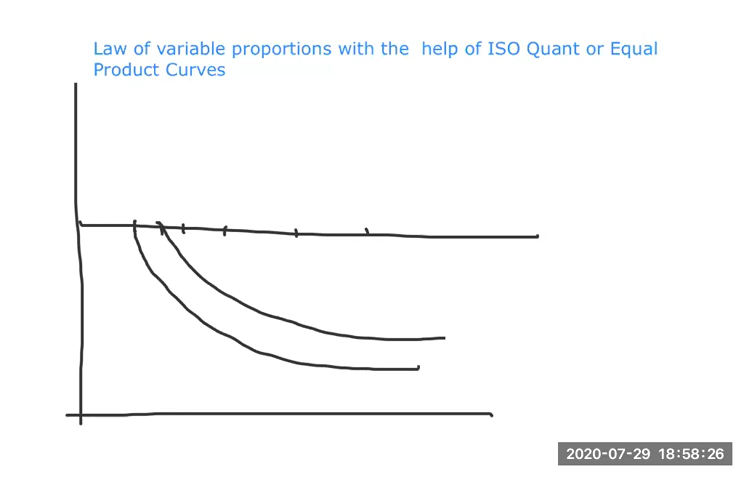 Law of variable proportions with the help of ISO Quant or Equal
Product Curves
2020-07-29 18:58:26